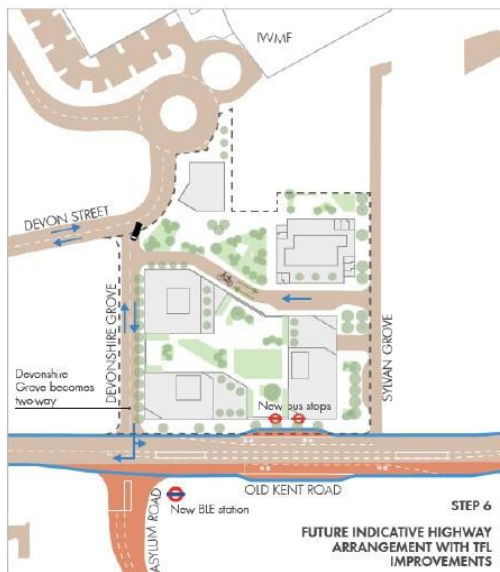 IWMF
DEVON STREET
DEVONSHIRE GROVE
SYLVAN GROVE
Devonshire
Grove becomes
two-way
New bus stops
OLD KENT ROAD
ASYLUM ROAD
New BLE station
STEP 6
FUTURE INDICATIVE HIGHWAY
ARRANGEMENT WITH TFL
IMPROVEMENTS